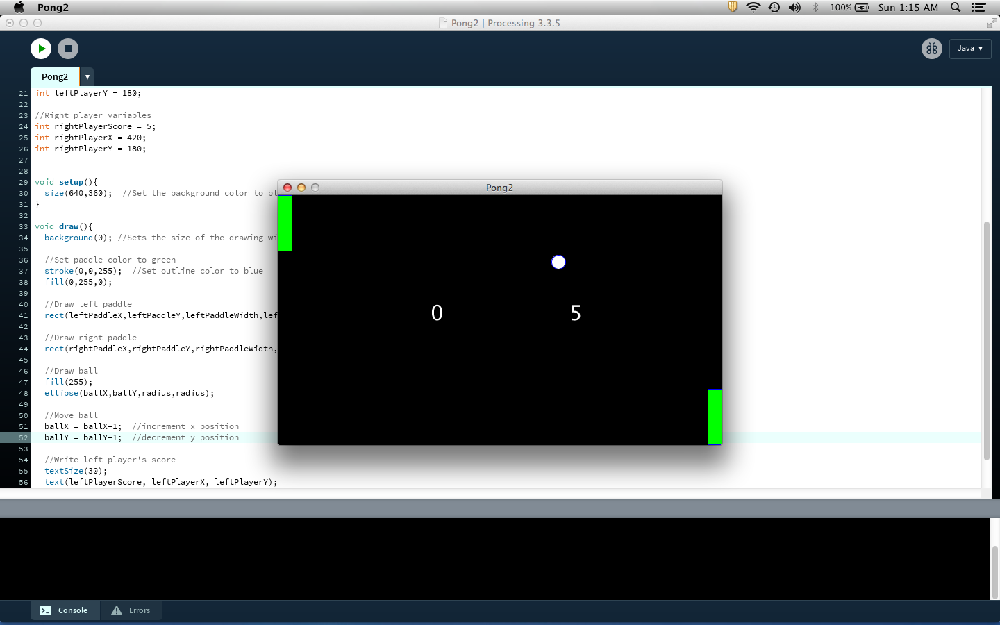 Pong2
100%
Sun 1:15 AM
Pong2 | Processing 3.3.5
Java ▾
Pong2 ▾
21 int leftPlayerY = 180;
22
23 //Right player variables
24 int rightPlayerScore = 5;
25 int rightPlayerX = 420;
26 int rightPlayerY = 180;
27
28
29 void setup(){
30 size(640,360);  //Set the background color to bl
31 }
32
33 void draw(){
34 background(0); //Sets the size of the drawing wi
35
36 //Set paddle color to green
37 stroke(0,0,255);  //Set outline color to blue
38 fill(0,255,0);
39
40 //Draw left paddle
41 rect(leftPaddleX,leftPaddleY,leftPaddleWidth,lef
42
43 //Draw right paddle
44 rect(rightPaddleX,rightPaddleY,rightPaddleWidth,
45
46 //Draw ball
47 fill(255);
48 ellipse(ballX,ballY,radius,radius);
49
50 //Move ball
51 ballX = ballX+1;  //increment x position
52 ballY = ballY-1;  //decrement y position
53
54 //Write left player's score
55 textSize(30);
56 text(leftPlayerScore, leftPlayerX, leftPlayerY);
Pong2
0 5
Console
Errors